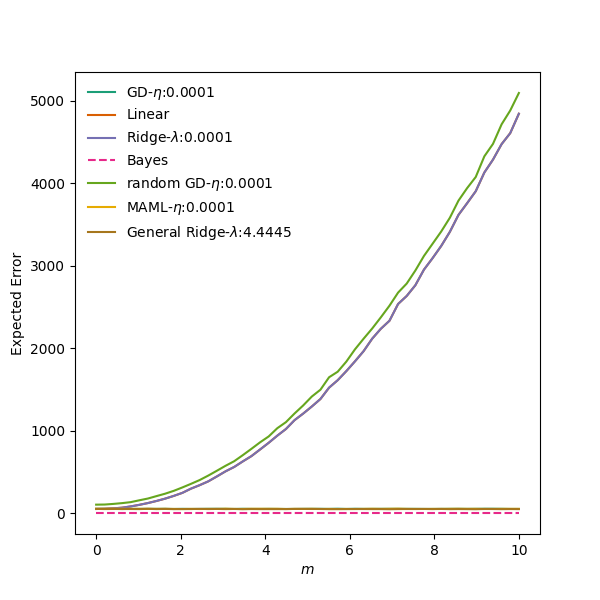 GD-η:0.0001
Linear
Ridge-λ:0.0001
Bayes
random GD-η:0.0001
MAML-η:0.0001
General Ridge-λ:4.4445
Expected Error
5000
4000
3000
2000
1000
0
0 2 4 6 8 10
m